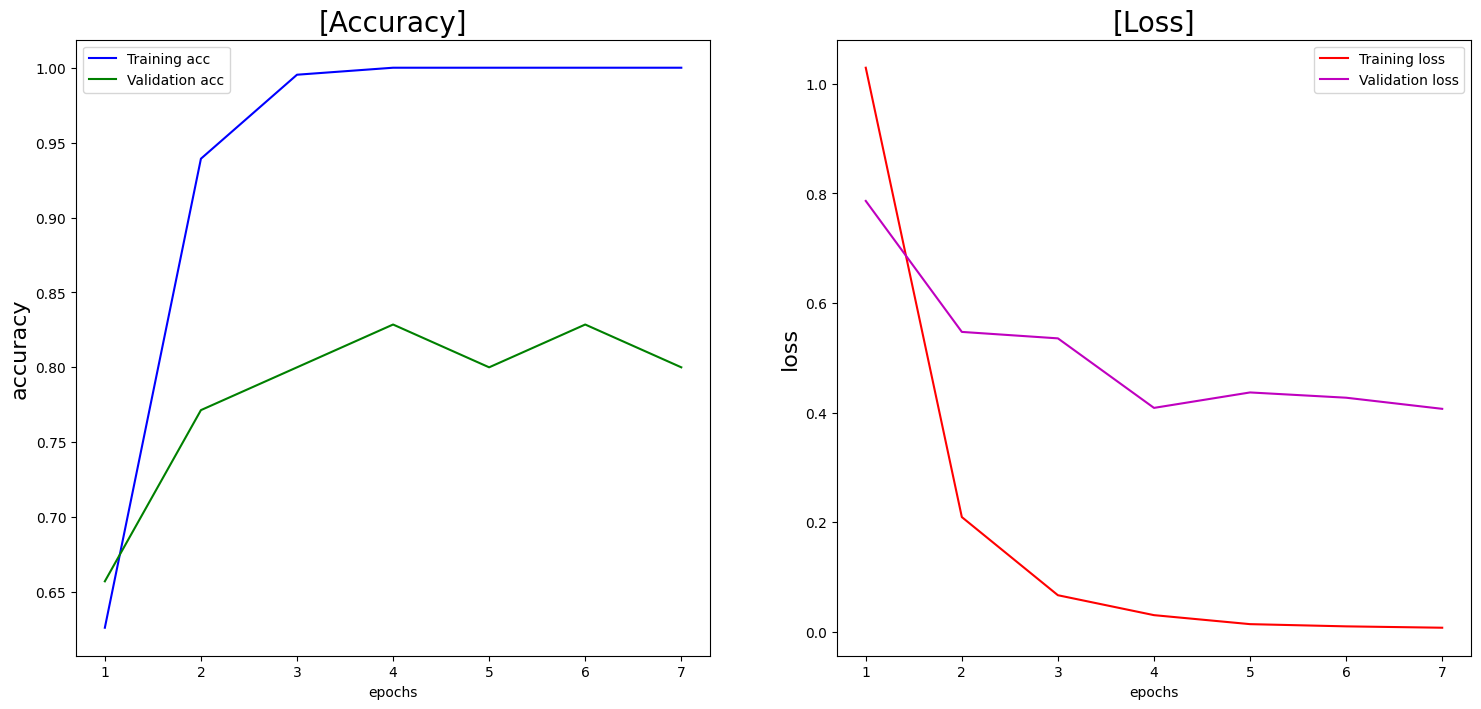 [Accuracy]
Training acc
Validation acc
1.00
0.95
0.90
0.85
0.80
0.75
0.70
0.65
accuracy
1 2 3 4 5 6 7
epochs
[Loss]
Training loss
Validation loss
1.0
0.8
0.6
0.4
0.2
0.0
loss
1 2 3 4 5 6 7
epochs